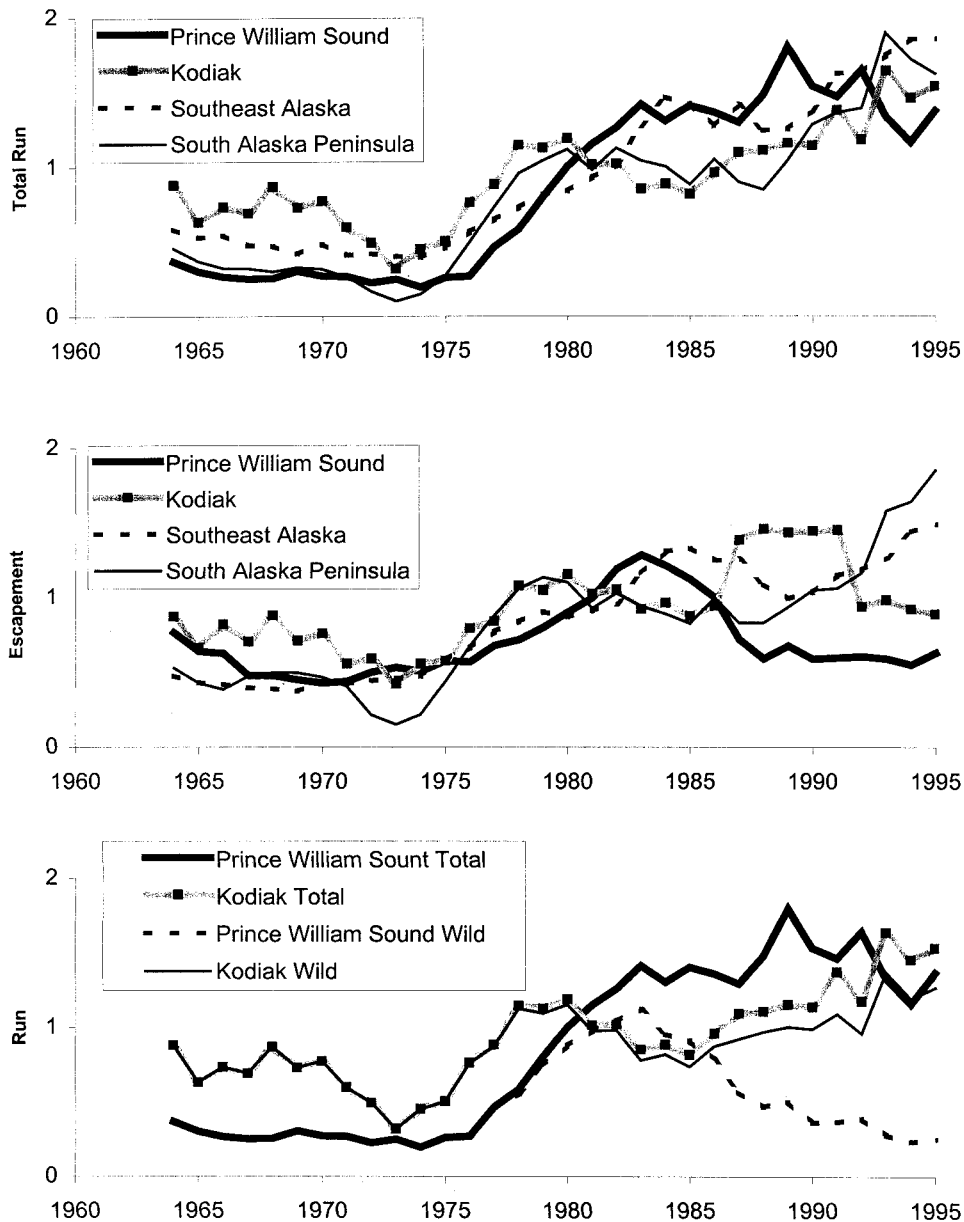 2
Prince William Sound
Kodiak
Southeast Alaska
South Alaska Peninsula
Total Run
1
0
1960 1965 1970 1975 1980 1985 1990 1995
2
Prince William Sound
Kodiak
Southeast Alaska
South Alaska Peninsula
Escapement
1
0
1960 1965 1970 1975 1980 1985 1990 1995
Prince William Sount Total
Kodiak Total
Prince William Sound Wild
Kodiak Wild
2
Run
1
0
1960 1965 1970 1975 1980 1985 1990 1995